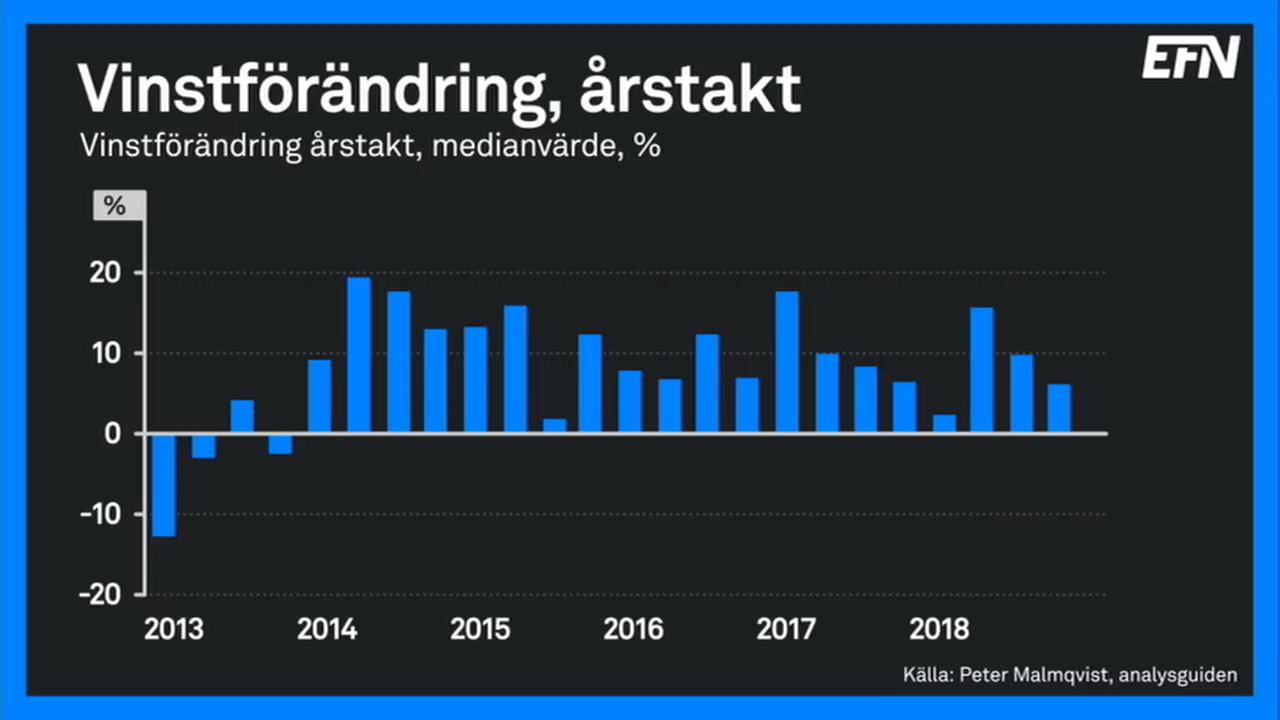 EFN
Vinstförändring, årstakt
Vinstförändring årstakt, medianvärde, %
%
20
10
0
-10
-20
2013 2014 2015 2016 2017 2018
Källa: Peter Malmqvist, analysguiden